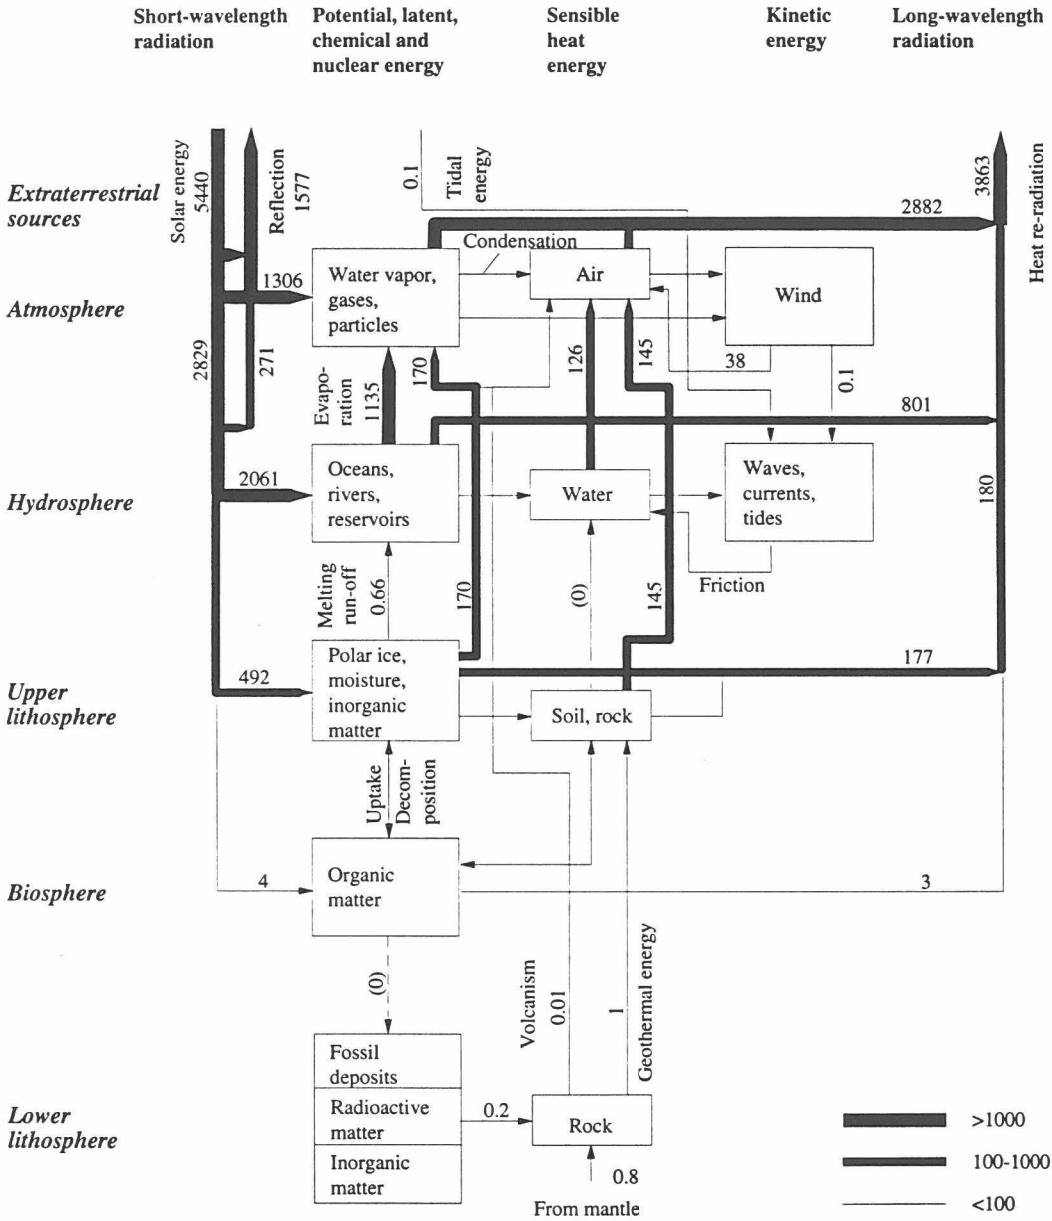 Short-wavelength
radiation
Potential, latent,
chemical and
nuclear energy
Sensible
heat
energy
Kinetic
energy
Long-wavelength
radiation
Extraterrestrial
sources
Solar energy
5440
Reflection
1577
0.1
Tidal
energy
2882
3863
Heat re-radiation
Atmosphere
1306
Water vapor,
gases,
particles
Condensation
Air
Wind
2829
271
Evapo-
ration
1135
170
126
145
38
0.1
801
Hydrosphere
2061
Oceans,
rivers,
reservoirs
Water
Waves,
currents,
tides
180
Melting
run-off
0.66
170
(0)
145
Friction
Upper
lithosphere
492
Polar ice,
moisture,
inorganic
matter
Soil, rock
177
Uptake
Decom-
position
Biosphere
4
Organic
matter
3
(0)
Volcanism
0.01
1
Geothermal energy
Lower
lithosphere
Fossil
deposits
Radioactive
matter
Inorganic
matter
0.2
Rock
0.8
From mantle
>1000
100-1000
<100